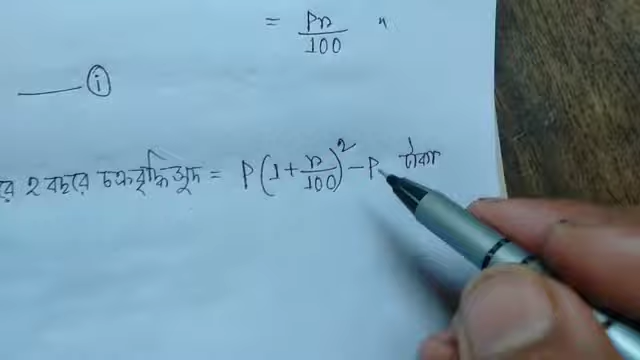 = Pr/100 "
——— (i)
রে 2 বছরে চক্রবৃদ্ধি সুদ = P(1 + r/100)² − P টাকা